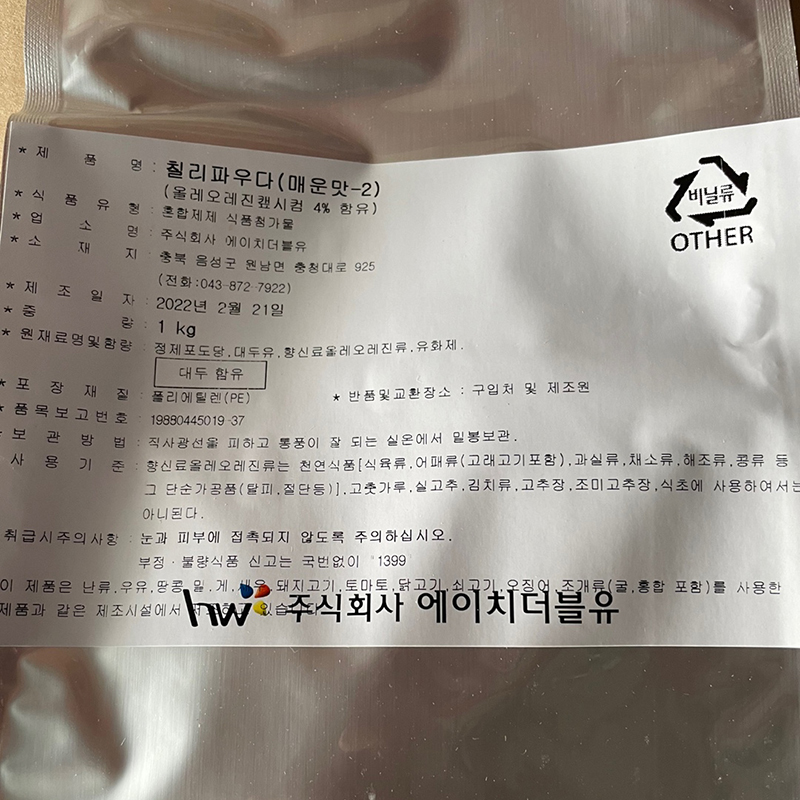 * 제 품 명 : 칠리파우다(매운맛-2)
(올레오레진캪시컴 4% 함유)
* 식 품 유 형 : 혼합제제 식품첨가물
* 업 소 명 : 주식회사 에이치더블유
* 소 재 지 : 충북 음성군 원남면 충청대로 925
(전화:043-872-7922)
* 제 조 일 자 : 2022년 2월 21일
* 중 량 : 1 kg
* 원재료명및함량 : 정제포도당,대두유,향신료올레오레진류,유화제.
대두 함유
* 포 장 재 질 : 폴리에틸렌(PE) * 반품및교환장소 : 구입처 및 제조원
* 품목보고번호 : 19880445019-37
보 관 방 법 : 직사광선을 피하고 통풍이 잘 되는 실온에서 밀봉보관.
사 용 기 준 : 향신료올레오레진류는 천연식품[식육류,어패류(고래고기포함),과실류,채소류,해조류,콩류 등
그 단순가공품(탈피,절단등)],고춧가루,실고추,김치류,고추장,조미고추장,식초에 사용하여서는
아니된다.
취급시주의사항 : 눈과 피부에 접촉되지 않도록 주의하십시오.
부정·불량식품 신고는 국번없이 1399
이 제품은 난류,우유,땅콩,밀,게,새우,돼지고기,토마토,닭고기,쇠고기,오징어,조개류(굴,홍합 포함)를 사용한
제품과 같은 제조시설에서 있습니다
hw 주식회사 에이치더블유
비닐류
OTHER